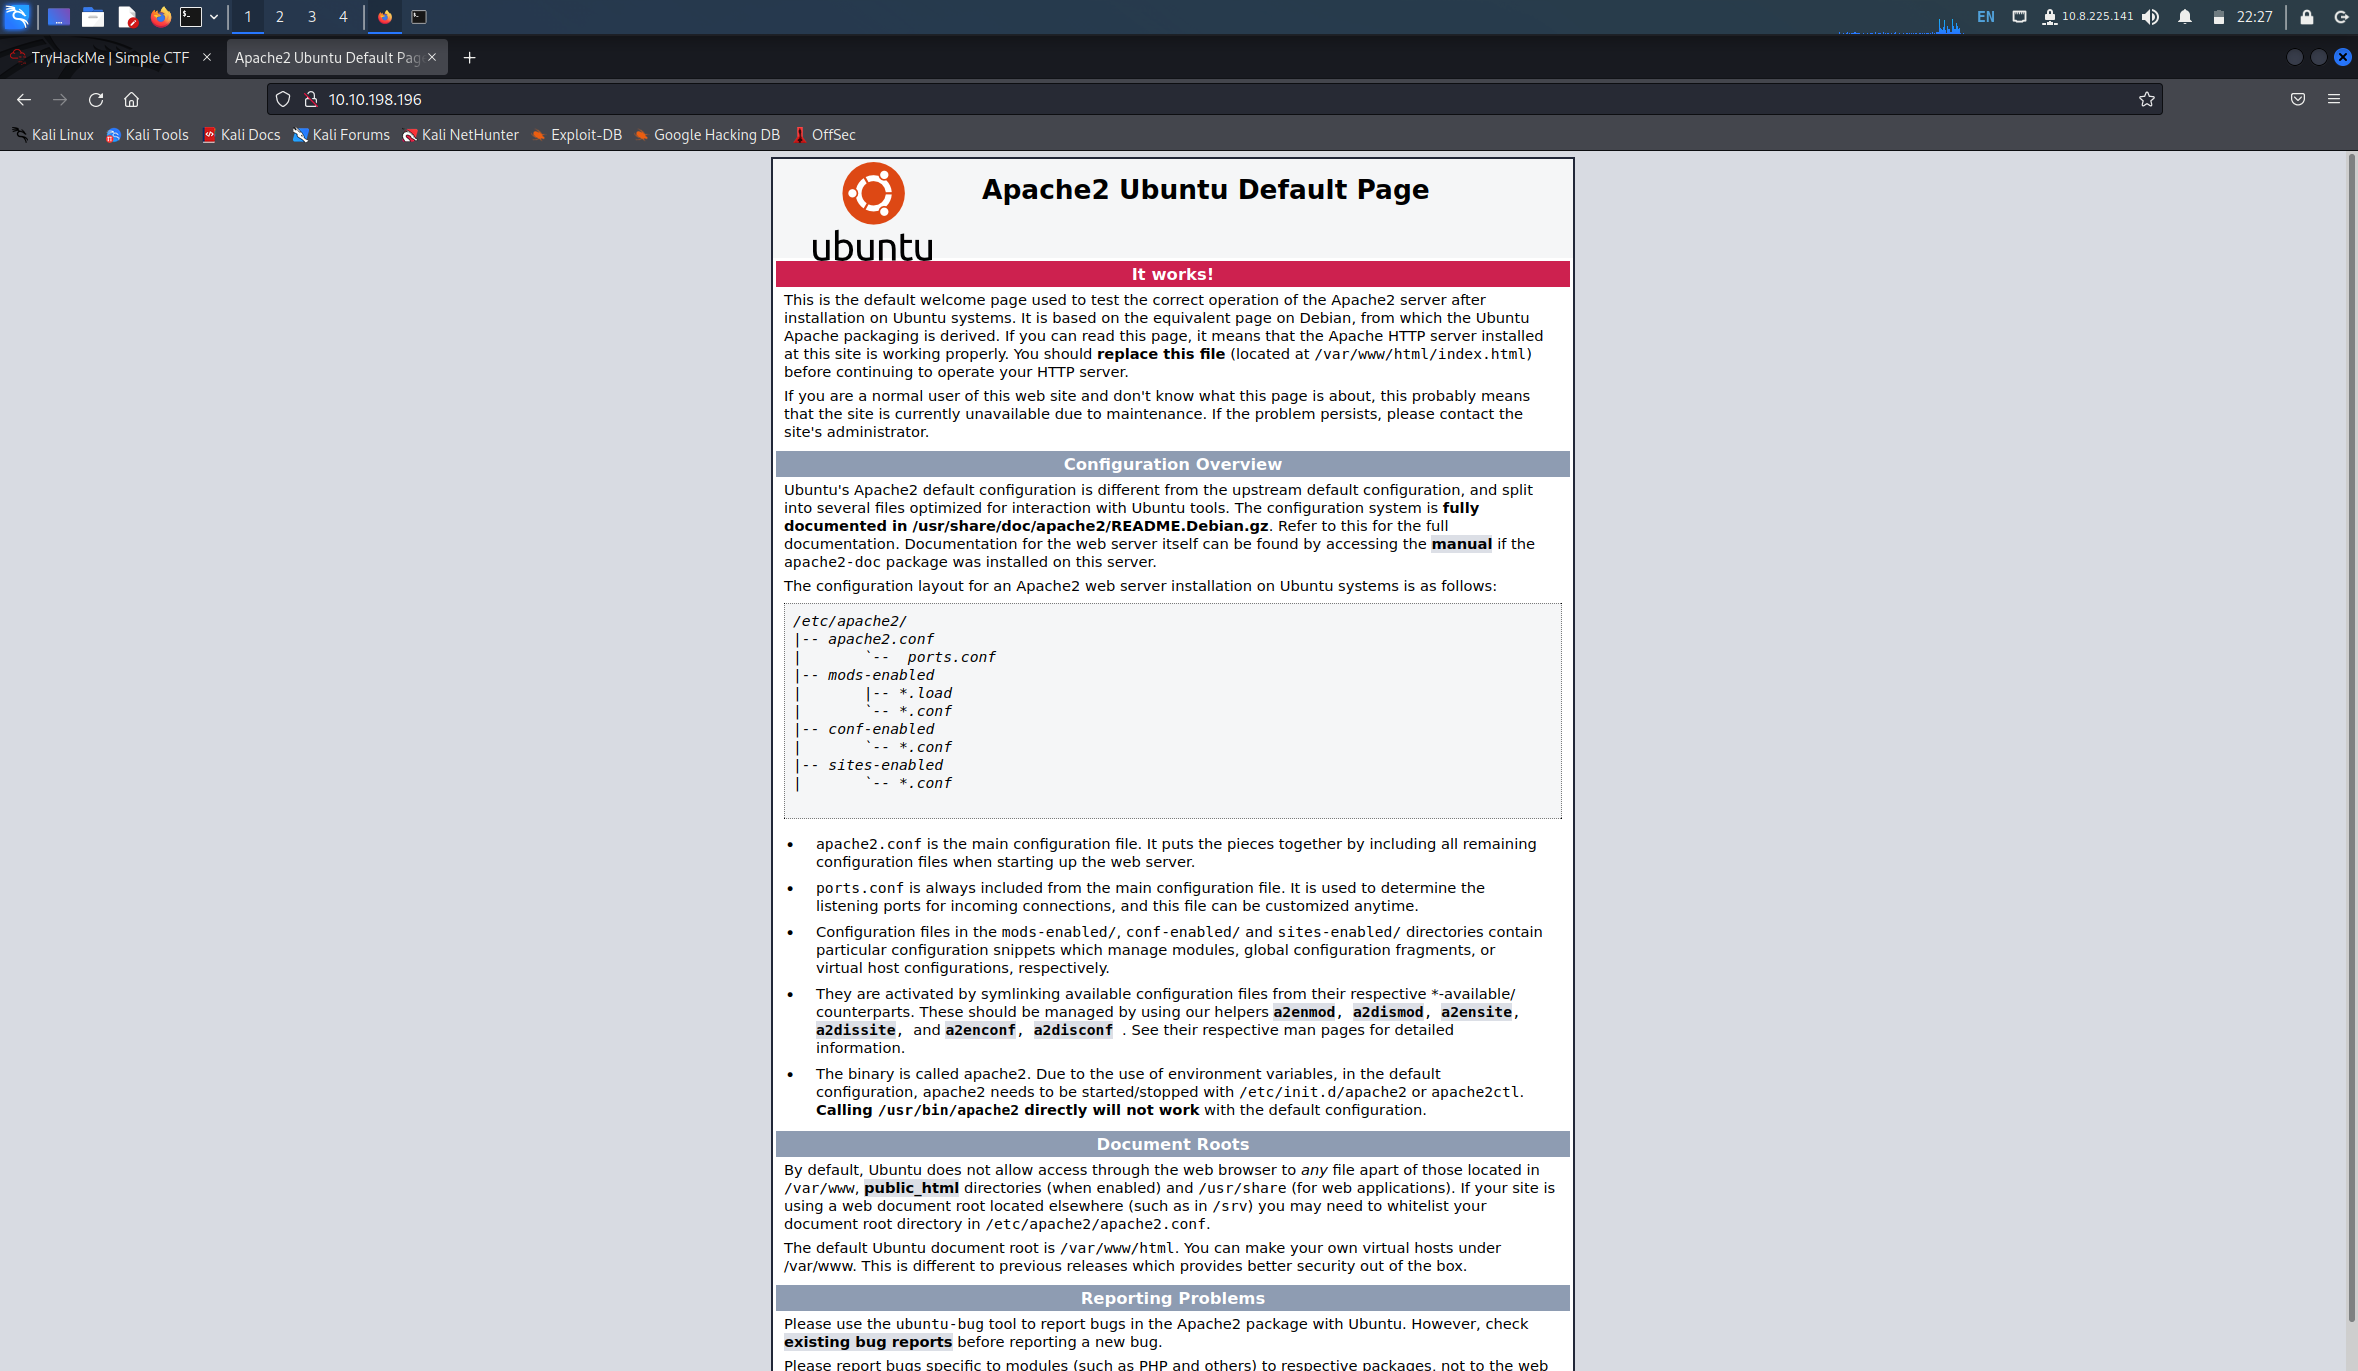 1 2 3 4 EN 10.8.225.141 22:27
TryHackMe | Simple CTF Apache2 Ubuntu Default Pag
10.10.198.196
Kali Linux Kali Tools Kali Docs Kali Forums Kali NetHunter Exploit-DB Google Hacking DB OffSec
ubuntu
Apache2 Ubuntu Default Page
It works!
This is the default welcome page used to test the correct operation of the Apache2 server after
installation on Ubuntu systems. It is based on the equivalent page on Debian, from which the Ubuntu
Apache packaging is derived. If you can read this page, it means that the Apache HTTP server installed
at this site is working properly. You should replace this file (located at /var/www/html/index.html)
before continuing to operate your HTTP server.
If you are a normal user of this web site and don't know what this page is about, this probably means
that the site is currently unavailable due to maintenance. If the problem persists, please contact the
site's administrator.
Configuration Overview
Ubuntu's Apache2 default configuration is different from the upstream default configuration, and split
into several files optimized for interaction with Ubuntu tools. The configuration system is fully
documented in /usr/share/doc/apache2/README.Debian.gz. Refer to this for the full
documentation. Documentation for the web server itself can be found by accessing the manual if the
apache2-doc package was installed on this server.
The configuration layout for an Apache2 web server installation on Ubuntu systems is as follows:
/etc/apache2/
|-- apache2.conf
|       `--  ports.conf
|-- mods-enabled
|       |-- *.load
|       `-- *.conf
|-- conf-enabled
|       `-- *.conf
|-- sites-enabled
|       `-- *.conf
• apache2.conf is the main configuration file. It puts the pieces together by including all remaining
configuration files when starting up the web server.
• ports.conf is always included from the main configuration file. It is used to determine the
listening ports for incoming connections, and this file can be customized anytime.
• Configuration files in the mods-enabled/, conf-enabled/ and sites-enabled/ directories contain
particular configuration snippets which manage modules, global configuration fragments, or
virtual host configurations, respectively.
• They are activated by symlinking available configuration files from their respective *-available/
counterparts. These should be managed by using our helpers a2enmod, a2dismod, a2ensite,
a2dissite, and a2enconf, a2disconf . See their respective man pages for detailed
information.
• The binary is called apache2. Due to the use of environment variables, in the default
configuration, apache2 needs to be started/stopped with /etc/init.d/apache2 or apache2ctl.
Calling /usr/bin/apache2 directly will not work with the default configuration.
Document Roots
By default, Ubuntu does not allow access through the web browser to any file apart of those located in
/var/www, public_html directories (when enabled) and /usr/share (for web applications). If your site is
using a web document root located elsewhere (such as in /srv) you may need to whitelist your
document root directory in /etc/apache2/apache2.conf.
The default Ubuntu document root is /var/www/html. You can make your own virtual hosts under
/var/www. This is different to previous releases which provides better security out of the box.
Reporting Problems
Please use the ubuntu-bug tool to report bugs in the Apache2 package with Ubuntu. However, check
existing bug reports before reporting a new bug.
Please report bugs specific to modules (such as PHP and others) to respective packages, not to the web